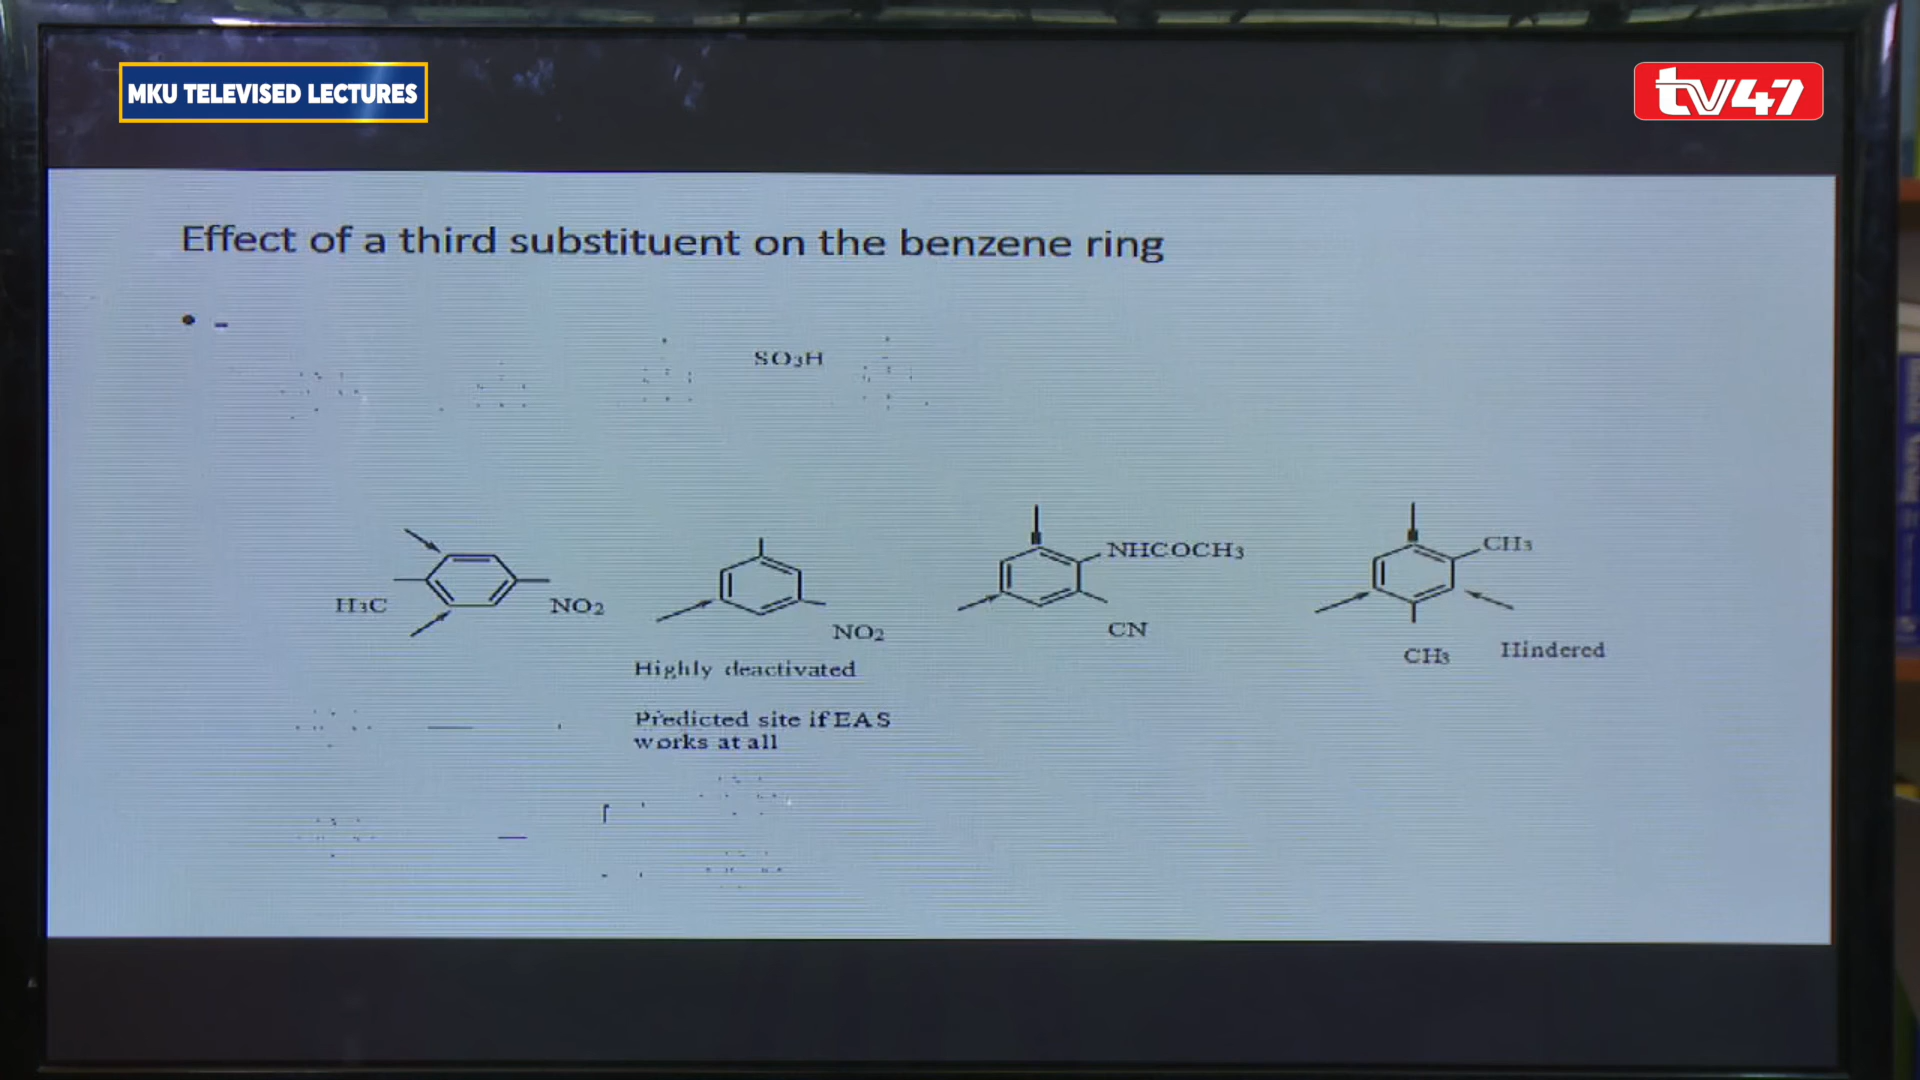 MKU TELEVISED LECTURES
tv47
Effect of a third substituent on the benzene ring
• -
SO3H
H3C
NO2
NO2
NHCOCH3
CN
CH3
CH3
Hindered
Highly deactivated
Predicted site if EAS
works at all